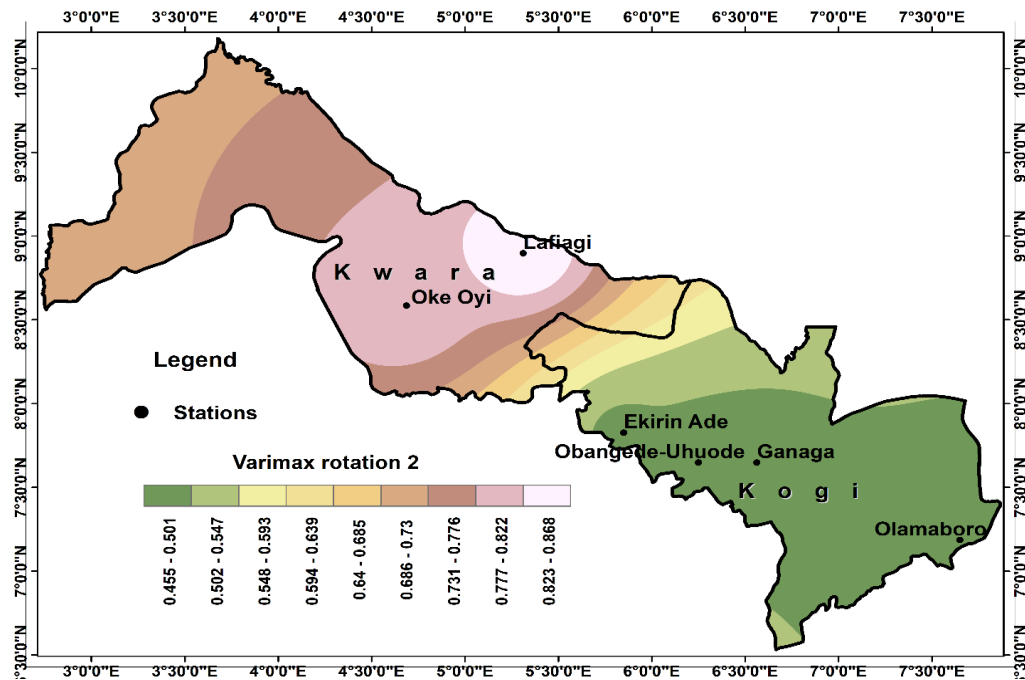 3°0'0"E 3°30'0"E 4°0'0"E 4°30'0"E 5°0'0"E 5°30'0"E 6°0'0"E 6°30'0"E 7°0'0"E 7°30'0"E
10°0'0"N 10°0'0"N
9°30'0"N 9°30'0"N
9°0'0"N 9°0'0"N
Lafiagi
K w a r a
Oke Oyi
8°30'0"N 8°30'0"N
Legend
Stations
8°0'0"N 8°0'0"N
Ekirin Ade
Obangede-Uhuode Ganaga
Varimax rotation 2
K o g i
7°30'0"N 7°30'0"N
Olamaboro
0.455 - 0.501
0.502 - 0.547
0.548 - 0.593
0.594 - 0.639
0.64 - 0.685
0.686 - 0.73
0.731 - 0.776
0.777 - 0.822
0.823 - 0.868
7°0'0"N 7°0'0"N
6°30'0"N 6°30'0"N
3°0'0"E 3°30'0"E 4°0'0"E 4°30'0"E 5°0'0"E 5°30'0"E 6°0'0"E 6°30'0"E 7°0'0"E 7°30'0"E